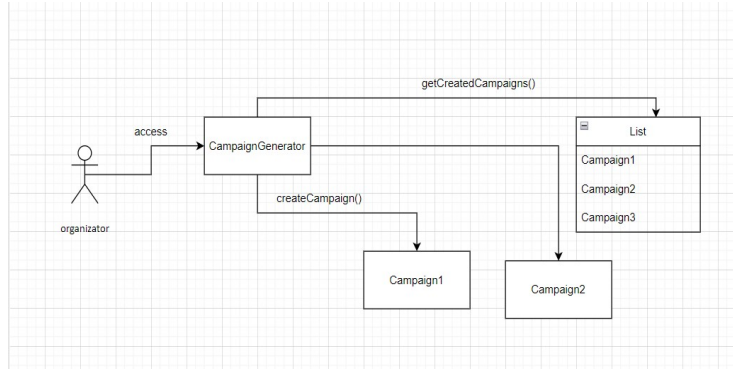 getCreatedCampaigns()
access
CampaignGenerator
List
Campaign1
Campaign2
Campaign3
createCampaign()
organizator
Campaign1
Campaign2